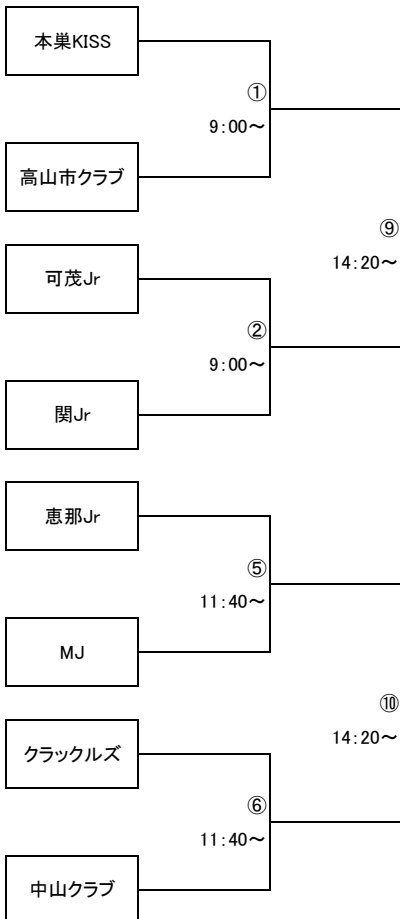 本巣KISS
①
9:00～
高山市クラブ
⑨
14:20～
可茂Jr
②
9:00～
関Jr
恵那Jr
⑤
11:40～
MJ
⑩
14:20～
クラックルズ
⑥
11:40～
中山クラブ